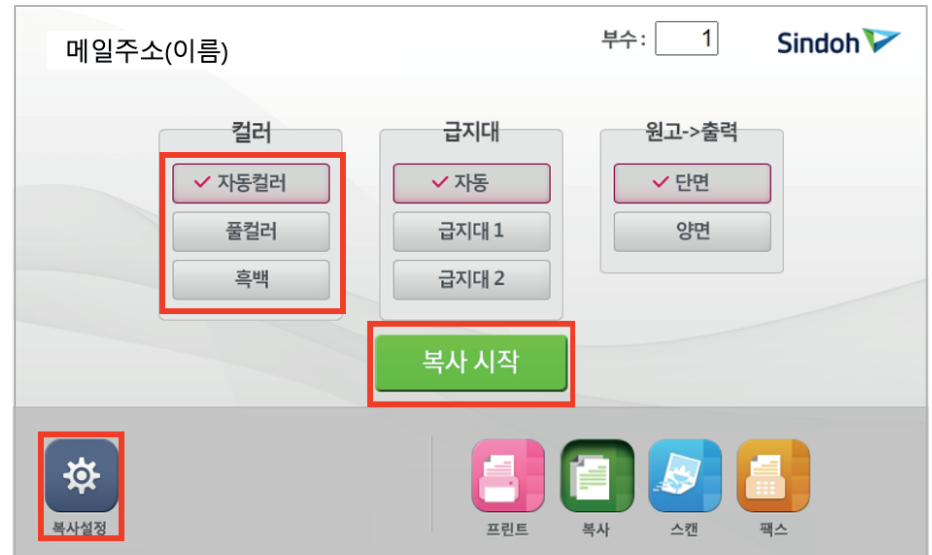 메일주소(이름)
부수: 1
Sindoh
컬러
자동컬러
풀컬러
흑백
급지대
자동
급지대 1
급지대 2
원고->출력
단면
양면
복사 시작
복사설정
프린트
복사
스캔
팩스